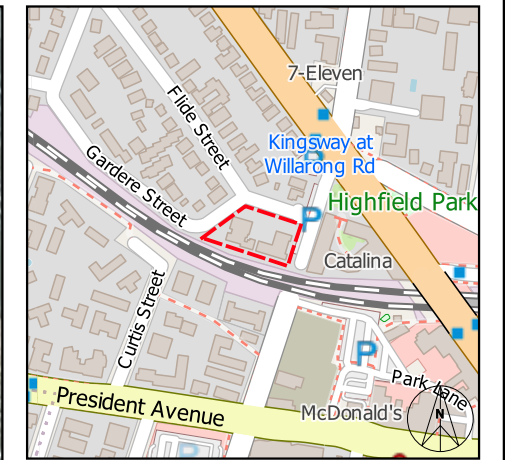 7-Eleven
Flide Street
Kingsway at
Willarong Rd
Gardere Street
P
Highfield Park
P
Catalina
Curtis Street
P
Park Lane
President Avenue
McDonald's
N
P